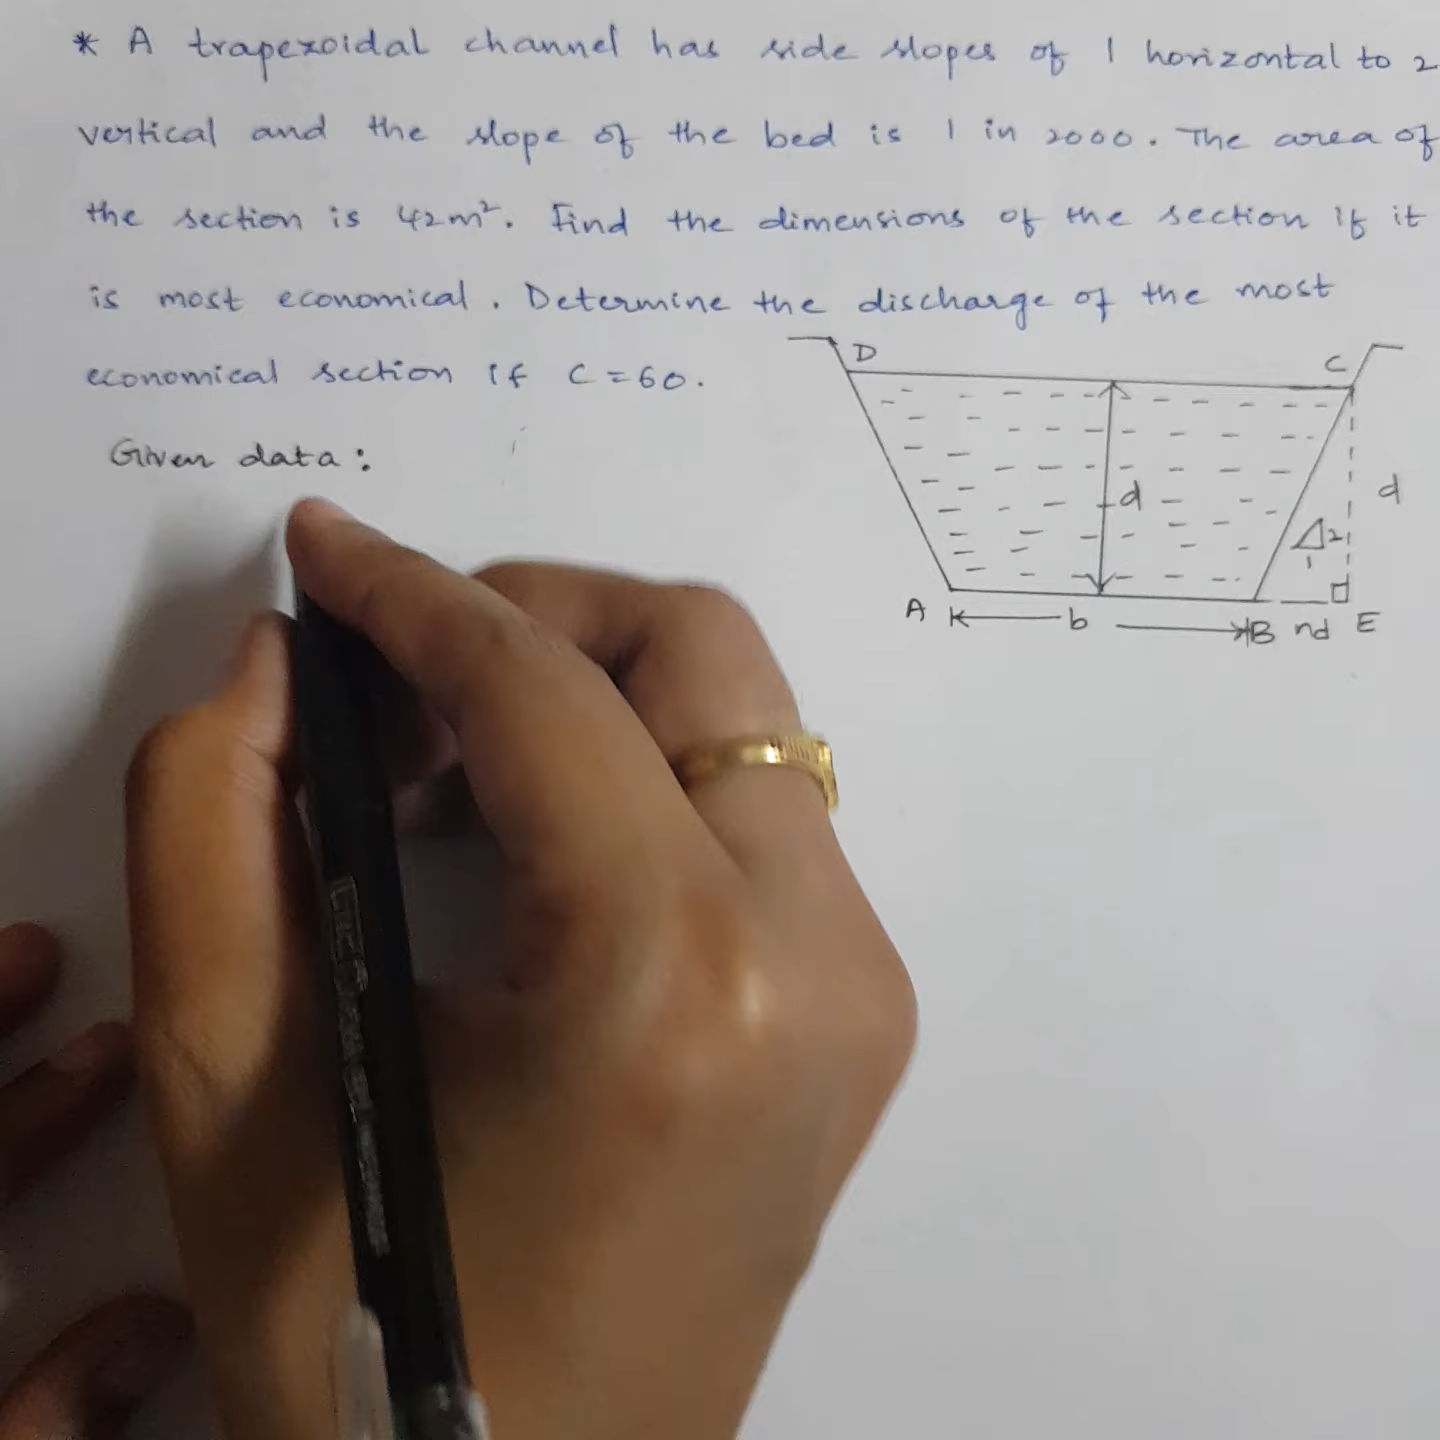 * A trapezoidal channel has side slopes of 1 horizontal to 2
vertical and the slope of the bed is 1 in 2000. The area of
the section is 42m². Find the dimensions of the section if it
is most economical. Determine the discharge of the most
economical section if C = 60.
Given data:
D
C
d
d
2
1
A
b
B
nd
E